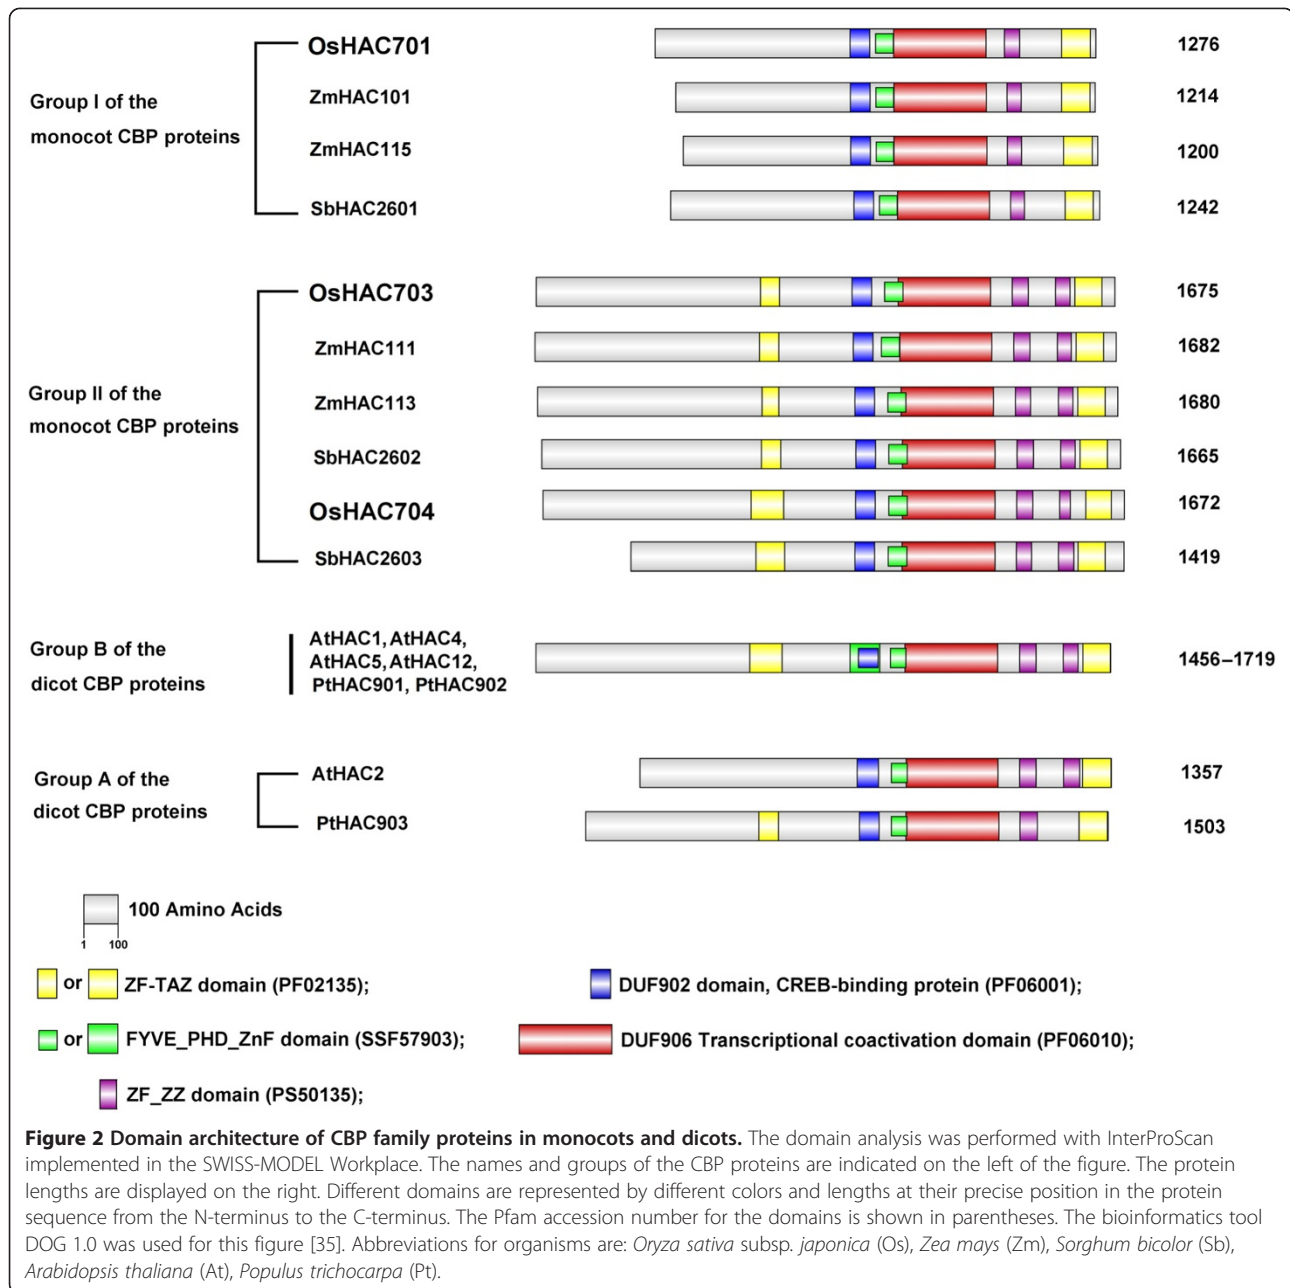 OsHAC701 1276
Group I of the
monocot CBP proteins
ZmHAC101 1214
ZmHAC115 1200
SbHAC2601 1242
OsHAC703 1675
ZmHAC111 1682
Group II of the
monocot CBP proteins
ZmHAC113 1680
SbHAC2602 1665
OsHAC704 1672
SbHAC2603 1419
Group B of the
dicot CBP proteins
AtHAC1, AtHAC4,
AtHAC5, AtHAC12,
PtHAC901, PtHAC902
1456–1719
Group A of the
dicot CBP proteins
AtHAC2 1357
PtHAC903 1503
100 Amino Acids
1 100
or ZF-TAZ domain (PF02135);
DUF902 domain, CREB-binding protein (PF06001);
or FYVE_PHD_ZnF domain (SSF57903);
DUF906 Transcriptional coactivation domain (PF06010);
ZF_ZZ domain (PS50135);
Figure 2 Domain architecture of CBP family proteins in monocots and dicots. The domain analysis was performed with InterProScan
implemented in the SWISS-MODEL Workplace. The names and groups of the CBP proteins are indicated on the left of the figure. The protein
lengths are displayed on the right. Different domains are represented by different colors and lengths at their precise position in the protein
sequence from the N-terminus to the C-terminus. The Pfam accession number for the domains is shown in parentheses. The bioinformatics tool
DOG 1.0 was used for this figure [35]. Abbreviations for organisms are: Oryza sativa subsp. japonica (Os), Zea mays (Zm), Sorghum bicolor (Sb),
Arabidopsis thaliana (At), Populus trichocarpa (Pt).